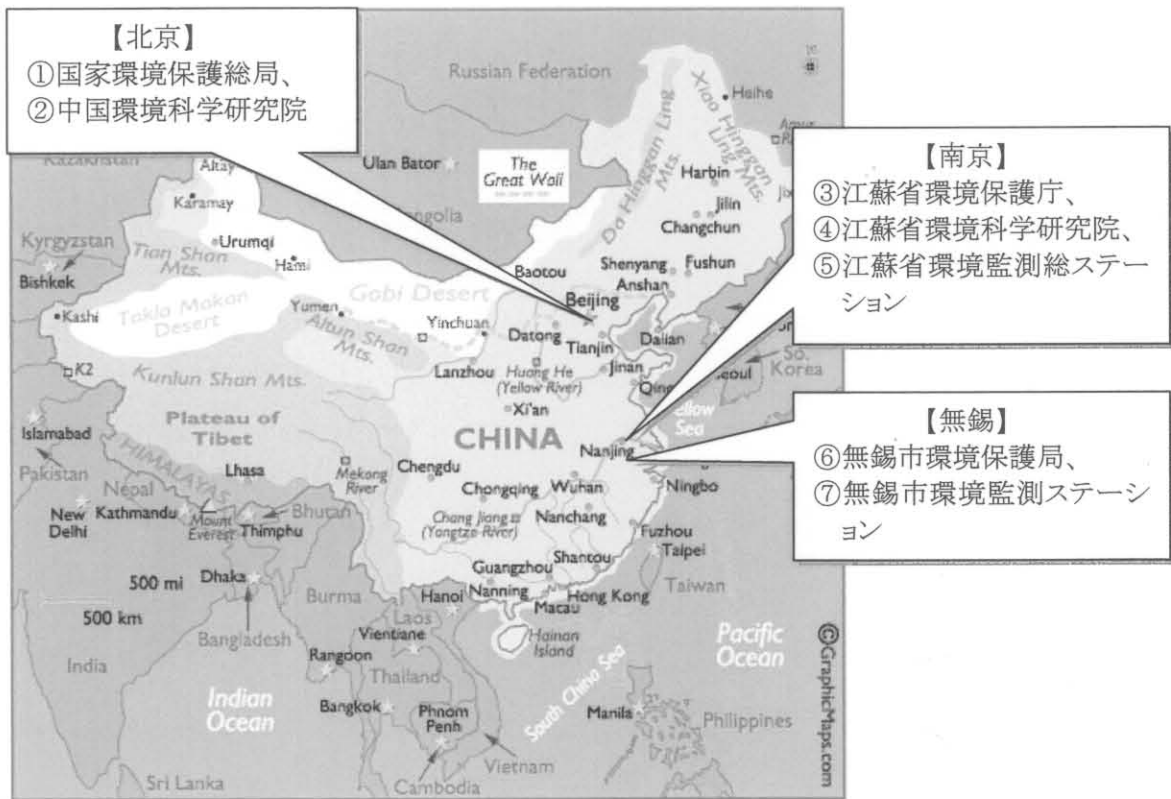 【北京】
①国家環境保護総局、
②中国環境科学研究院
【南京】
③江蘇省環境保護庁、
④江蘇省環境科学研究院、
⑤江蘇省環境監測総ステー
ション
【無錫】
⑥無錫市環境保護局、
⑦無錫市環境監測ステーシ
ョン
Russian Federation
Heihe
Xiao Hinggan
Ling Mts.
Da Hinggan Ling
Mts.
Altay
Ulan Bator
The
Great Wall
Harbin
Karamay
Jilin
Changchun
Kyrgyzstan
Urumqi
Tian Shan
Mts.
Hami
Baotou
Shenyang
Fushun
Anshan
Bishkek
Gobi Desert
Beijing
Takla Makan
Desert
Kashi
Yumen
Altun Shan
Mts.
Yinchuan
Datong
Tianjin
Dalian
K2
Kunlun Shan Mts.
Lanzhou
Huang He
(Yellow River)
Jinan
So.
Korea
Xi'an
Plateau of
Tibet
CHINA
Sea
Islamabad
Pakistan
HIMALAYAS
Lhasa
Mekong
River
Chengdu
Nanjing
Nepal
Chongqing
Wuhan
Ningbo
New
Delhi
Kathmandu
Mount
Everest
Bhutan
Thimphu
Chang Jiang
(Yangtze River)
Nanchang
Fuzhou
Taipei
500 mi
Dhaka
Guangzhou
Shantou
Taiwan
500 km
Burma
Hanoi
Nanning
Hong Kong
Macau
Bangladesh
Laos
Vientiane
Hainan
Island
Pacific
Ocean
India
Rangoon
Thailand
South China Sea
Indian
Ocean
Bangkok
Phnom
Penh
Manila
Philippines
Vietnam
Sri Lanka
Cambodia
©GraphicMaps.com